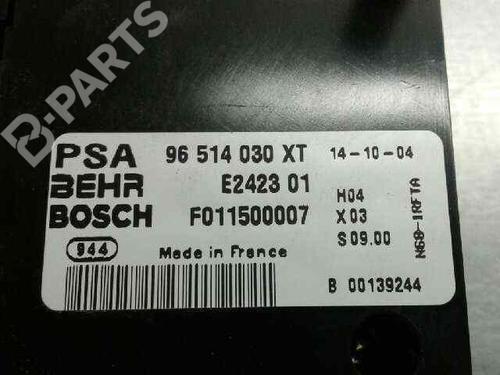 B-PARTS
PSA 96 514 030 XT 14-10-04
BEHR E2423 01 H04
BOSCH F011500007 X03
944 Made in France S09.00
N68-1RFTA
B 00139244